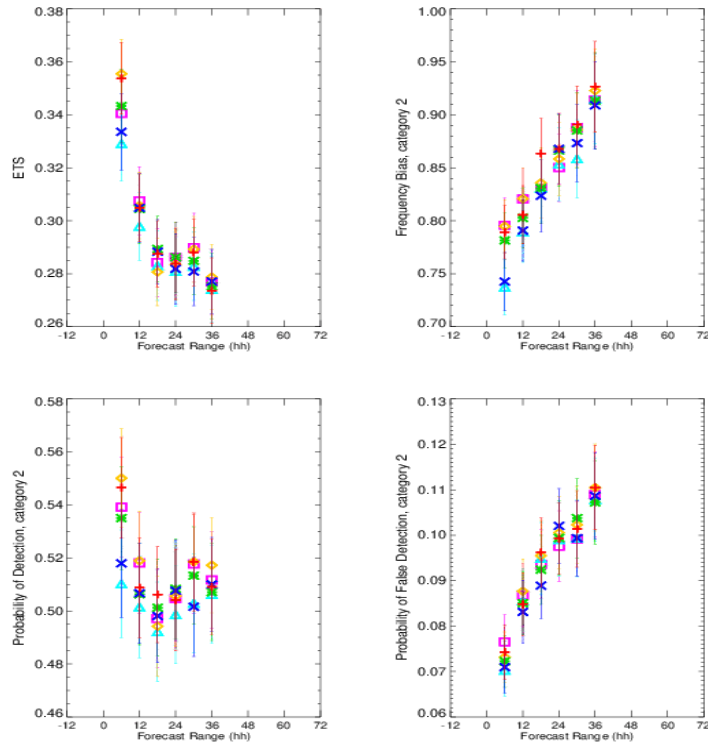 0.38
0.36
0.34
0.32
0.30
0.28
0.26
ETS
-12 0 12 24 36 48 60 72
Forecast Range (hh)
1.00
0.95
0.90
0.85
0.80
0.75
0.70
Frequency Bias, category 2
-12 0 12 24 36 48 60 72
Forecast Range (hh)
0.58
0.56
0.54
0.52
0.50
0.48
0.46
Probability of Detection, category 2
-12 0 12 24 36 48 60 72
Forecast Range (hh)
0.13
0.12
0.11
0.10
0.09
0.08
0.07
0.06
Probability of False Detection, category 2
-12 0 12 24 36 48 60 72
Forecast Range (hh)